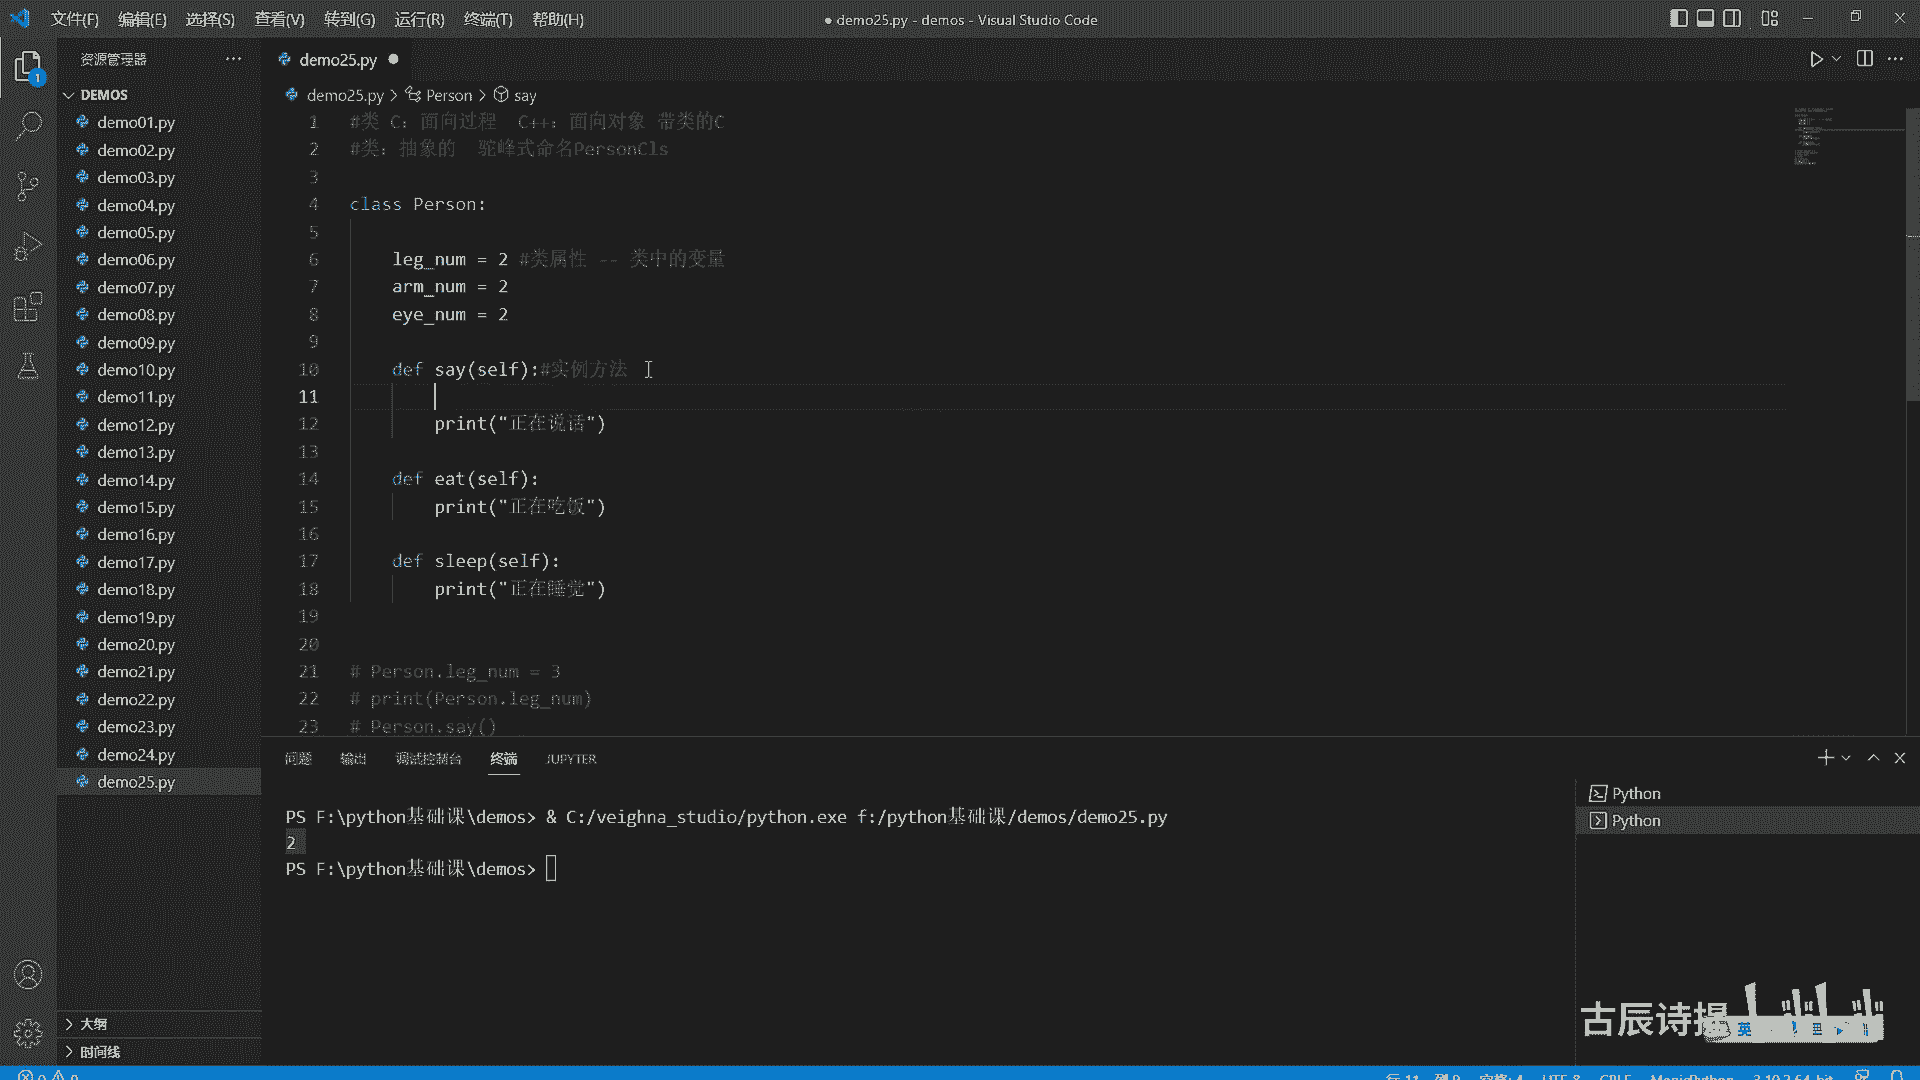 文件(F) 编辑(E) 选择(S) 查看(V) 转到(G) 运行(R) 终端(T) 帮助(H)
● demo25.py - demos - Visual Studio Code
资源管理器
demo25.py
1
DEMOS
demo01.py
demo02.py
demo03.py
demo04.py
demo05.py
demo06.py
demo07.py
demo08.py
demo09.py
demo10.py
demo11.py
demo12.py
demo13.py
demo14.py
demo15.py
demo16.py
demo17.py
demo18.py
demo19.py
demo20.py
demo21.py
demo22.py
demo23.py
demo24.py
demo25.py
大纲
时间线
demo25.py > Person > say
1 #类 C: 面向过程 C++: 面向对象 带类的C
2 #类: 抽象的 驼峰式命名PersonCls
3
4 class Person:
5
6 leg_num = 2 #类属性 -- 类中的变量
7 arm_num = 2
8 eye_num = 2
9
10 def say(self):#实例方法
11
12 print("正在说话")
13
14 def eat(self):
15 print("正在吃饭")
16
17 def sleep(self):
18 print("正在睡觉")
19
20
21 # Person.leg_num = 3
22 # print(Person.leg_num)
23 # Person.say()
问题 输出 调试控制台 终端 JUPYTER
PS F:\python基础课\demos> & C:/veighna_studio/python.exe f:/python基础课/demos/demo25.py
2
PS F:\python基础课\demos>
Python
Python
古辰诗提
英